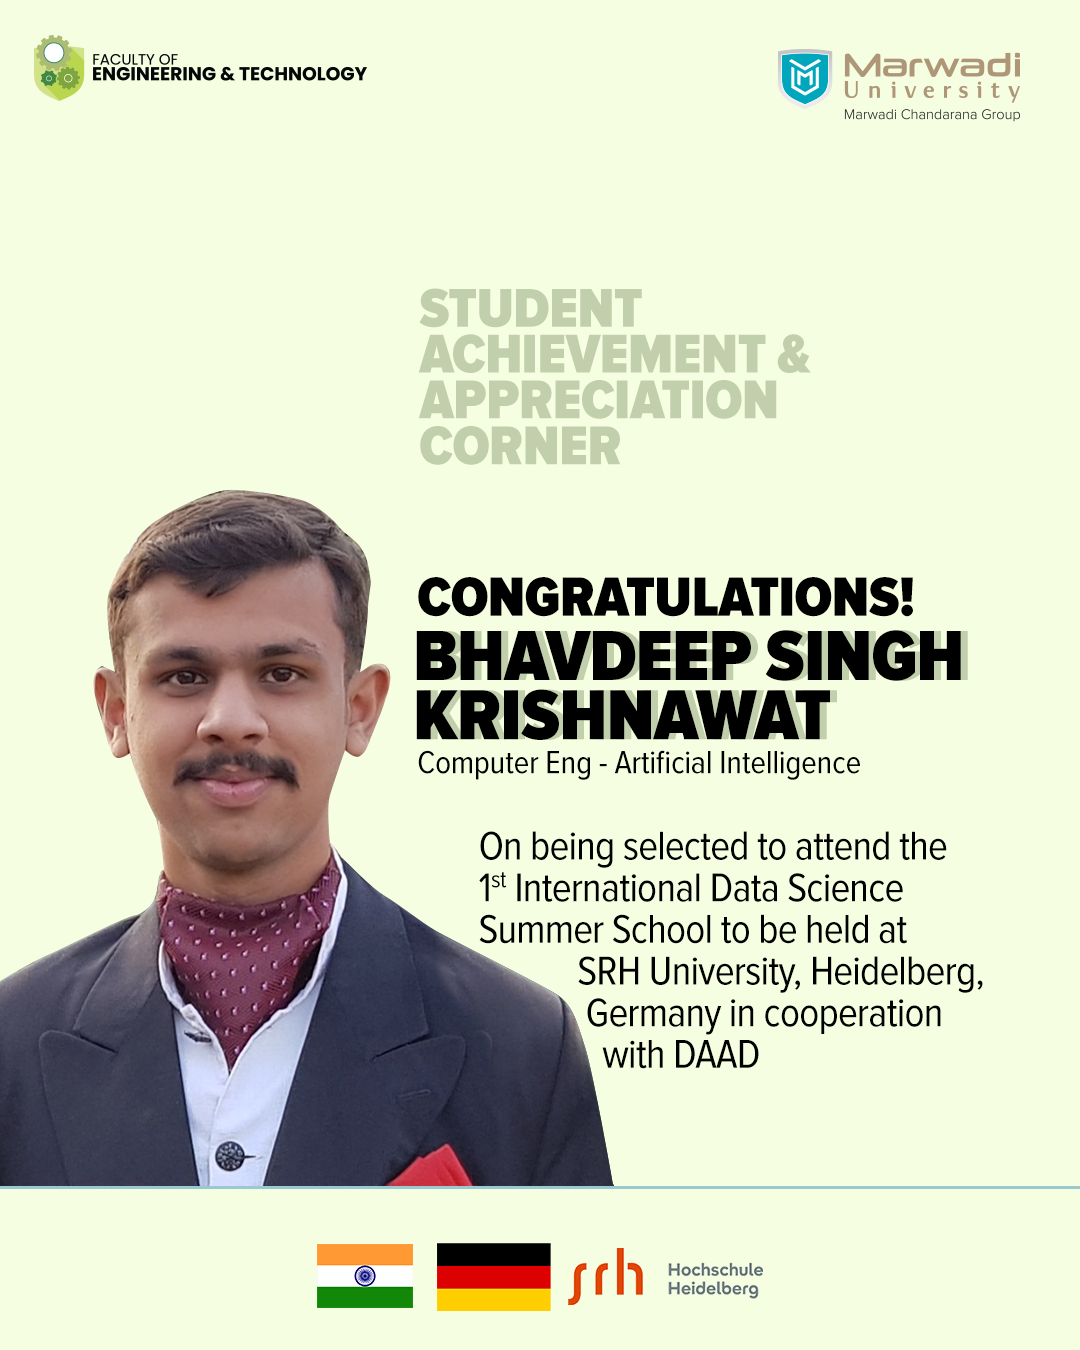 FACULTY OF
ENGINEERING & TECHNOLOGY
Marwadi
University
Marwadi Chandarana Group
STUDENT
ACHIEVEMENT &
APPRECIATION
CORNER
CONGRATULATIONS!
BHAVDEEP SINGH
KRISHNAWAT
Computer Eng - Artificial Intelligence
On being selected to attend the
1st International Data Science
Summer School to be held at
SRH University, Heidelberg,
Germany in cooperation
with DAAD
srh
Hochschule
Heidelberg